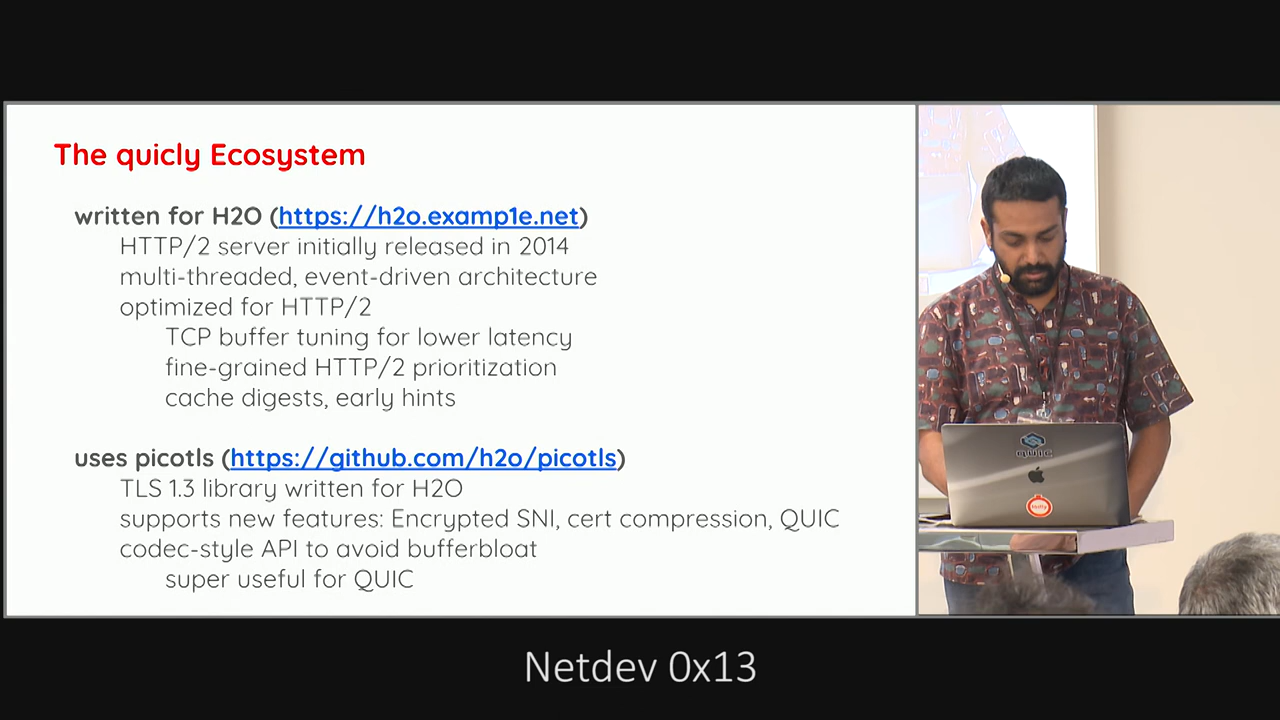 The quicly Ecosystem
written for H2O (https://h2o.examp1e.net)
HTTP/2 server initially released in 2014
multi-threaded, event-driven architecture
optimized for HTTP/2
TCP buffer tuning for lower latency
fine-grained HTTP/2 prioritization
cache digests, early hints
uses picotls (https://github.com/h2o/picotls)
TLS 1.3 library written for H2O
supports new features: Encrypted SNI, cert compression, QUIC
codec-style API to avoid bufferbloat
super useful for QUIC
QUIC
fastly
Netdev 0x13